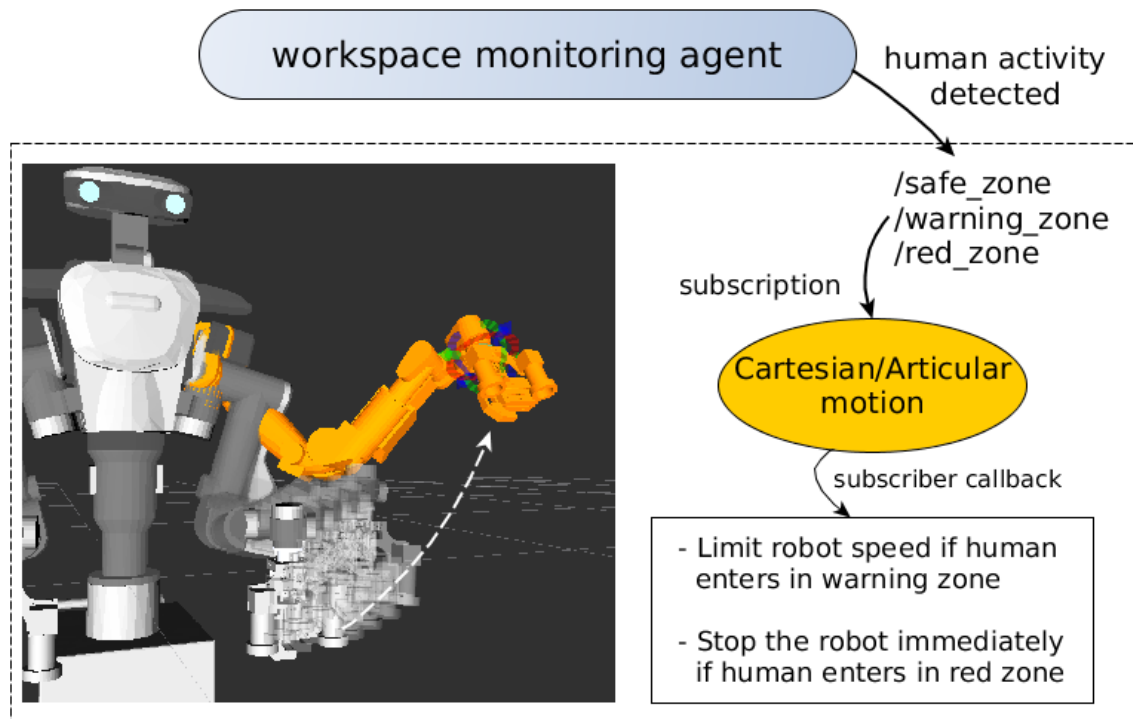 workspace monitoring agent
human activity
detected
/safe_zone
/warning_zone
/red_zone
subscription
Cartesian/Articular
motion
subscriber callback
- Limit robot speed if human
enters in warning zone
- Stop the robot immediately
if human enters in red zone